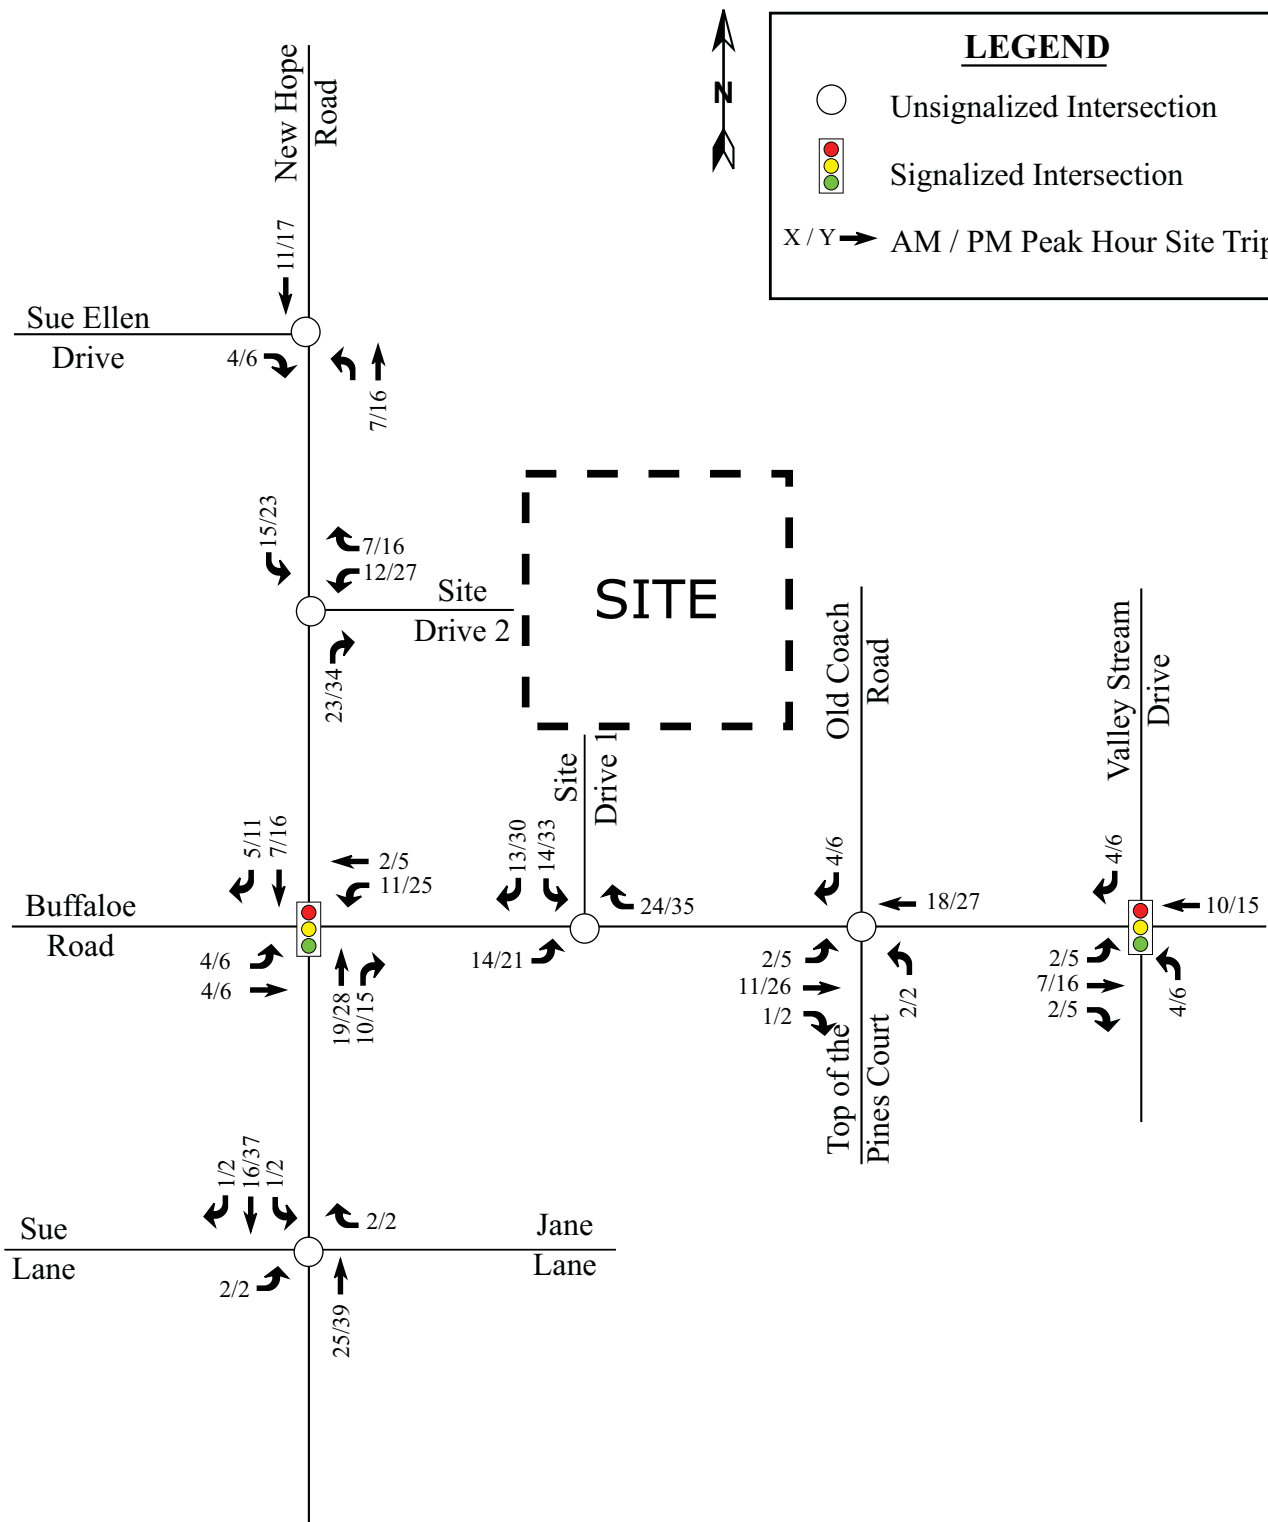 LEGEND
Unsignalized Intersection
Signalized Intersection
X / Y AM / PM Peak Hour Site Trip
N
New Hope
Road
11/17
Sue Ellen
Drive
4/6
7/16
15/23
7/16
12/27
Site
Drive 2
23/34
SITE
Site
Drive 1
Old Coach
Road
Valley Stream
Drive
5/11
7/16
2/5
11/25
Buffaloe
Road
4/6
4/6
19/28
10/15
13/30
14/33
24/35
14/21
4/6
18/27
2/5
11/26
1/2
2/2
Top of the
Pines Court
4/6
10/15
2/5
7/16
2/5
4/6
1/2
16/37
1/2
2/2
Sue
Lane
Jane
Lane
2/2
25/39